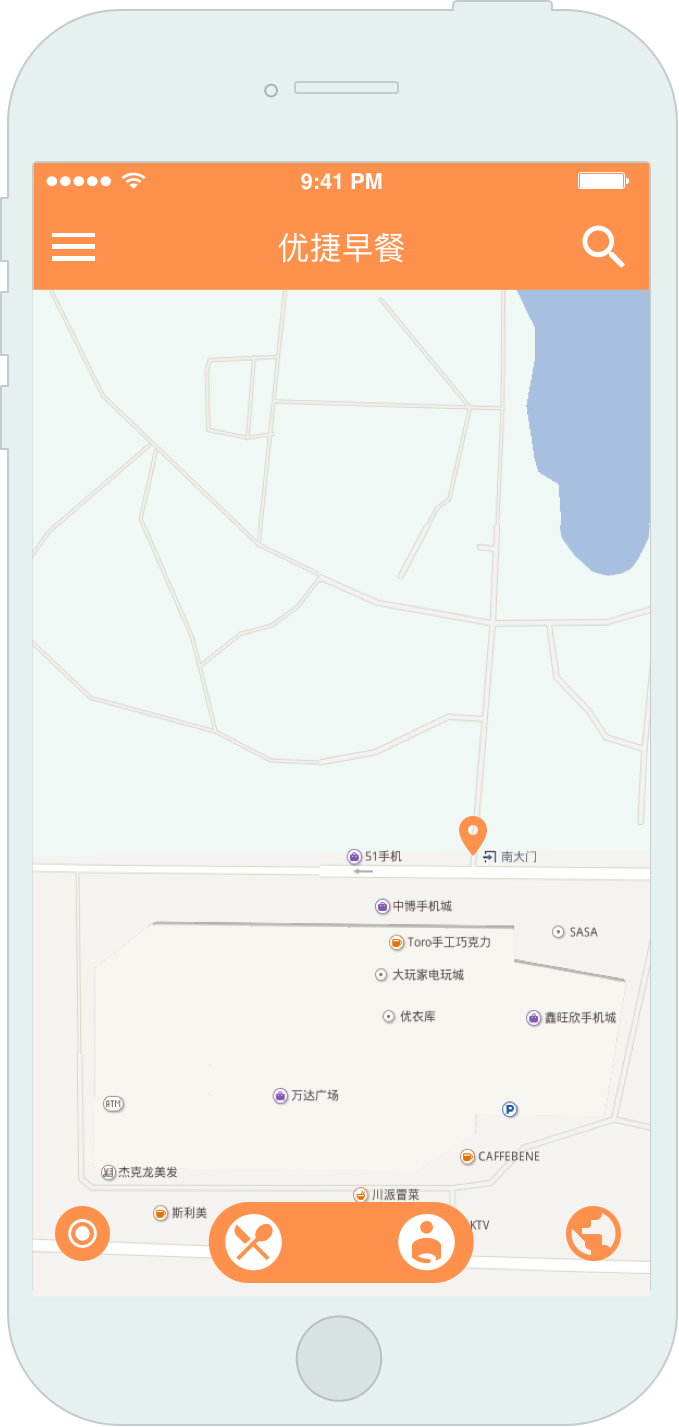 9:41 PM
优捷早餐
51手机
南大门
中博手机城
SASA
Toro手工巧克力
大玩家电玩城
优衣库
鑫旺欣手机城
万达广场
ATM
P
CAFFEBENE
杰克龙美发
川派冒菜
斯利美
KTV